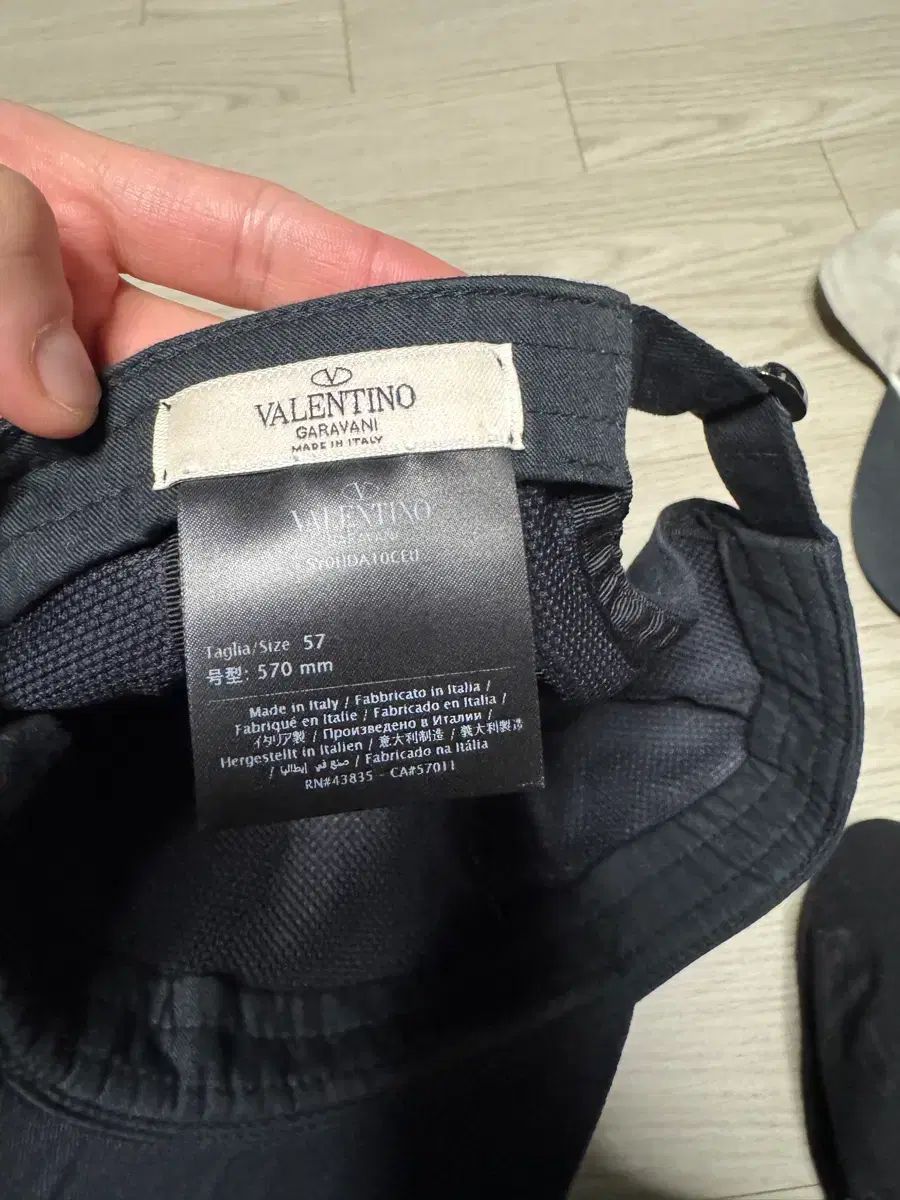 VALENTINO
GARAVANI
MADE IN ITALY
VALENTINO
GARAVANI
Taglia/Size 57
号型: 570 mm
Made in Italy / Fabbricato in Italia /
Fabriqué en Italie / Fabricado en Italia /
イタリア製 / Произведено в Италии /
Hergestellt in Italien / 意大利制造 / 義大利製造
/ صنع في إيطاليا / Fabricado na Itália
RN#43835 - CA#57011